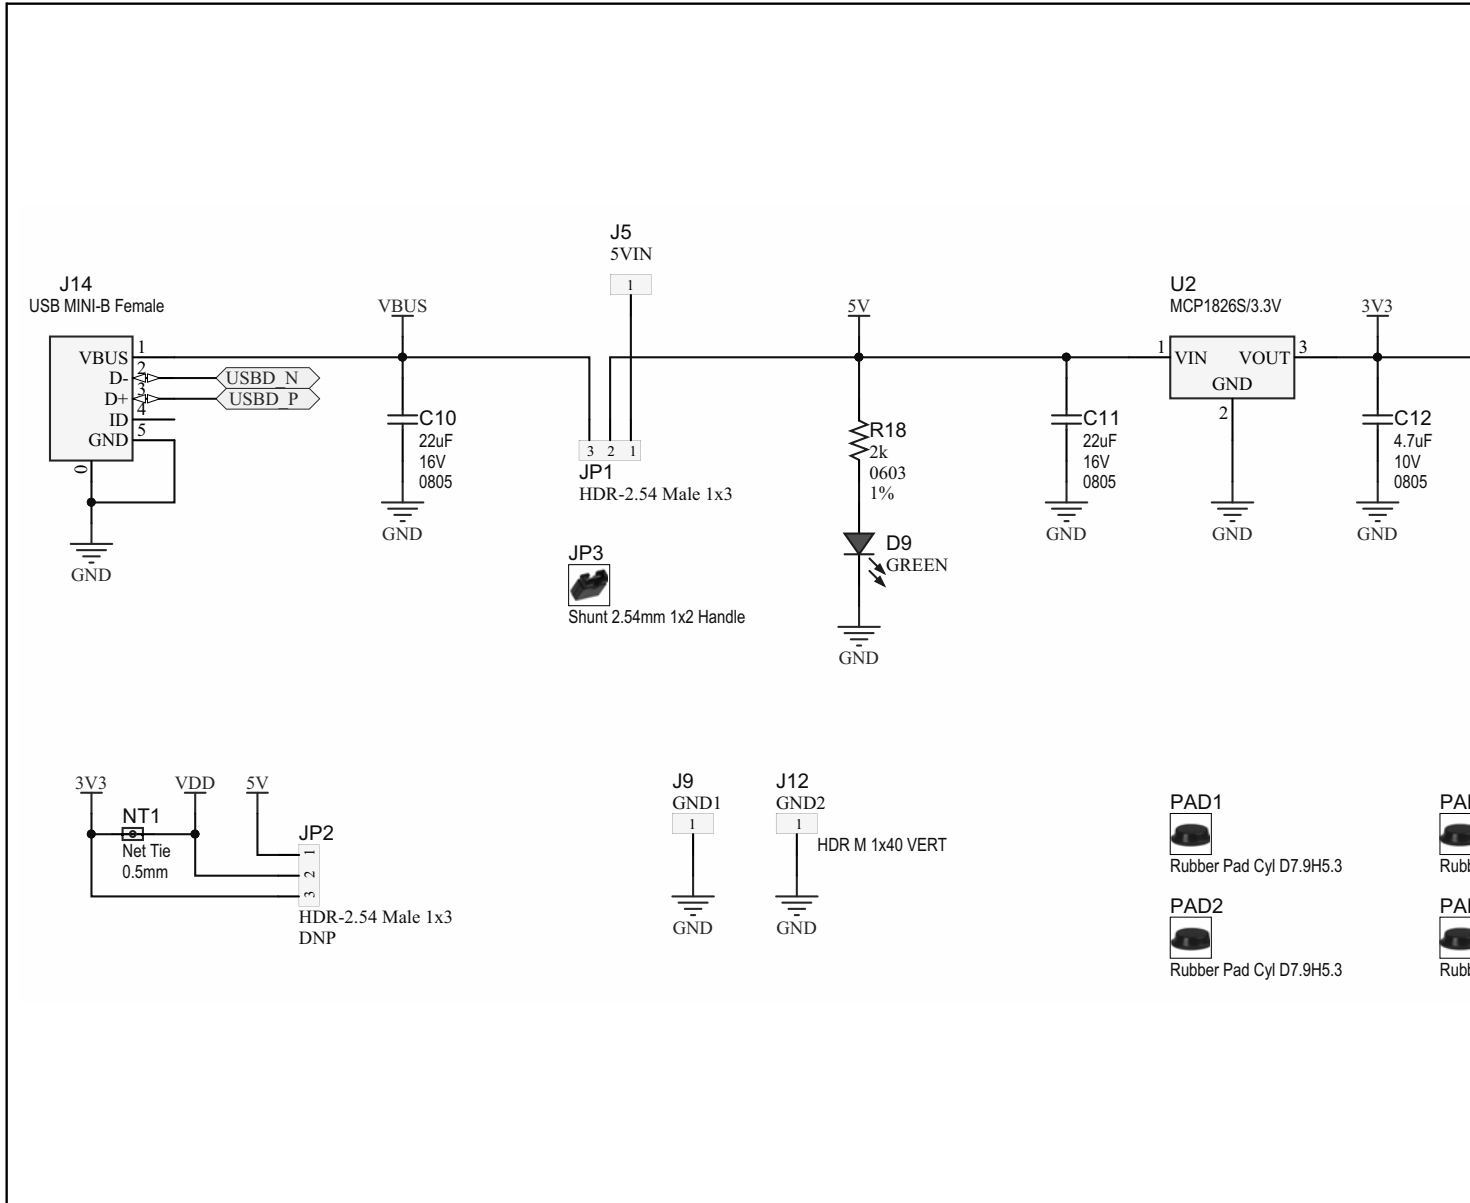 J5
5VIN
1
J14
USB MINI-B Female
VBUS
5V
U2
MCP1826S/3.3V
3V3
VBUS 1
D- 2
D+ 3
ID 4
GND 5
0
USBD_N
USBD_P
GND
C10
22uF
16V
0805
GND
3 2 1
JP1
HDR-2.54 Male 1x3
JP3
Shunt 2.54mm 1x2 Handle
R18
2k
0603
1%
D9
GREEN
GND
C11
22uF
16V
0805
GND
1 VIN VOUT 3
GND
2
GND
C12
4.7uF
10V
0805
GND
3V3 VDD 5V
NT1
Net Tie
0.5mm
JP2
1
2
3
HDR-2.54 Male 1x3
DNP
J9
GND1
1
GND
J12
GND2
1
HDR M 1x40 VERT
GND
PAD1
Rubber Pad Cyl D7.9H5.3
PAD2
Rubber Pad Cyl D7.9H5.3